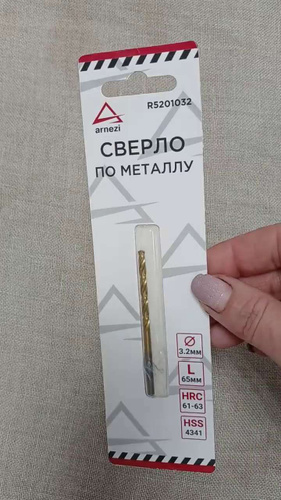 arnezi
R5201032
СВЕРЛО
ПО МЕТАЛЛУ
3.2мм
L
65мм
HRC
61-63
HSS
4341